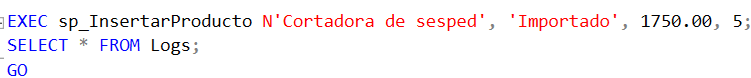 EXEC sp_InsertarProducto N'Cortadora de sesped', 'Importado', 1750.00, 5;
SELECT * FROM Logs;
GO